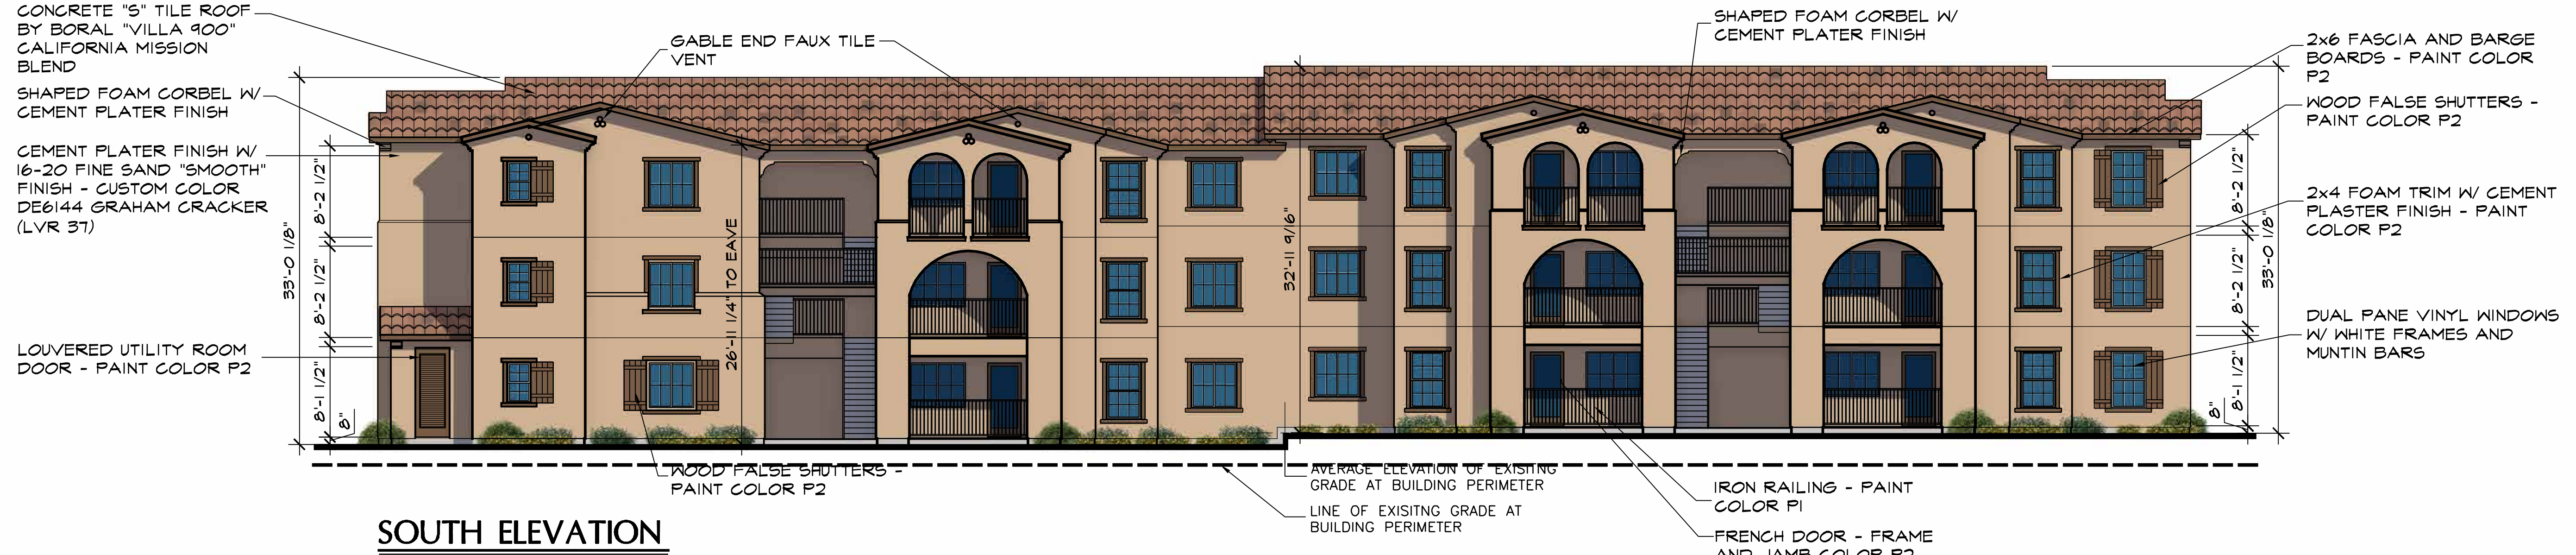 CONCRETE "S" TILE ROOF
BY BORAL "VILLA 900"
CALIFORNIA MISSION
BLEND
SHAPED FOAM CORBEL W/
CEMENT PLATER FINISH
CEMENT PLATER FINISH W/
16-20 FINE SAND "SMOOTH"
FINISH - CUSTOM COLOR
DE6144 GRAHAM CRACKER
(LVR 37)
LOUVERED UTILITY ROOM
DOOR - PAINT COLOR P2
33'-0 1/8"
8'-2 1/2"
8'-2 1/2"
8'-1 1/2"
8"
GABLE END FAUX TILE
VENT
26'-11 1/4" TO EAVE
WOOD FALSE SHUTTERS -
PAINT COLOR P2
32'-11 9/16"
SHAPED FOAM CORBEL W/
CEMENT PLATER FINISH
AVERAGE ELEVATION OF EXISITNG
GRADE AT BUILDING PERIMETER
LINE OF EXISITNG GRADE AT
BUILDING PERIMETER
IRON RAILING - PAINT
COLOR P1
FRENCH DOOR - FRAME
AND JAMB COLOR P2
8'-2 1/2"
8'-2 1/2"
8'-1 1/2"
8"
33'-0 1/8"
2x6 FASCIA AND BARGE
BOARDS - PAINT COLOR
P2
WOOD FALSE SHUTTERS -
PAINT COLOR P2
2x4 FOAM TRIM W/ CEMENT
PLASTER FINISH - PAINT
COLOR P2
DUAL PANE VINYL WINDOWS
W/ WHITE FRAMES AND
MUNTIN BARS
SOUTH ELEVATION